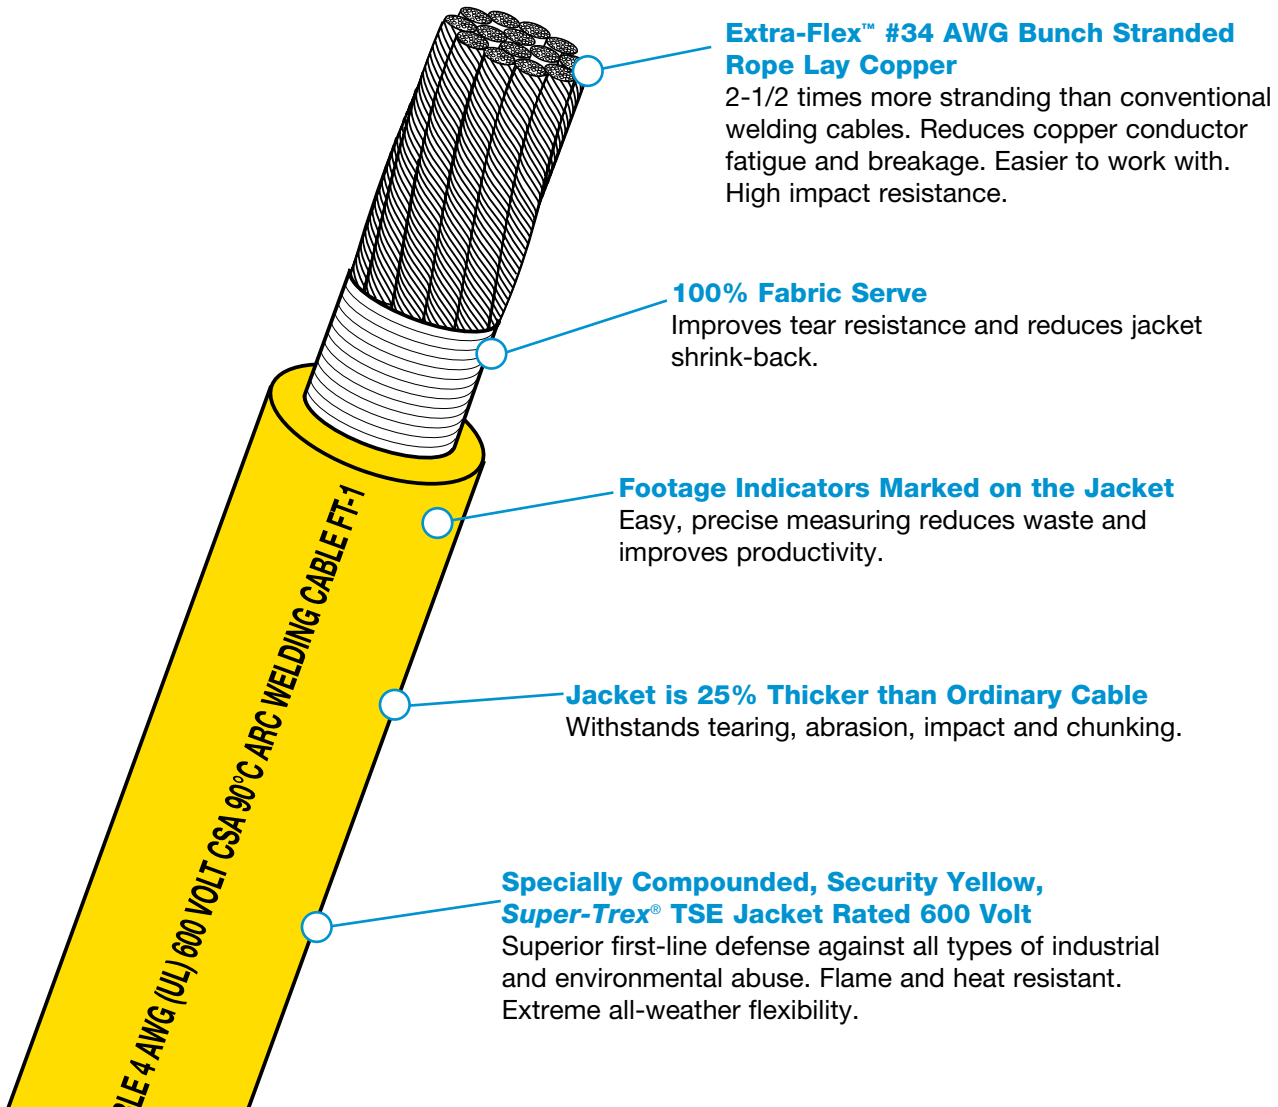 Extra-Flex™ #34 AWG Bunch Stranded
Rope Lay Copper
2-1/2 times more stranding than conventional
welding cables. Reduces copper conductor
fatigue and breakage. Easier to work with.
High impact resistance.
100% Fabric Serve
Improves tear resistance and reduces jacket
shrink-back.
Footage Indicators Marked on the Jacket
Easy, precise measuring reduces waste and
improves productivity.
Jacket is 25% Thicker than Ordinary Cable
Withstands tearing, abrasion, impact and chunking.
Specially Compounded, Security Yellow,
Super-Trex® TSE Jacket Rated 600 Volt
Superior first-line defense against all types of industrial
and environmental abuse. Flame and heat resistant.
Extreme all-weather flexibility.
4 AWG (UL) 600 VOLT CSA 90°C ARC WELDING CABLE FT-1